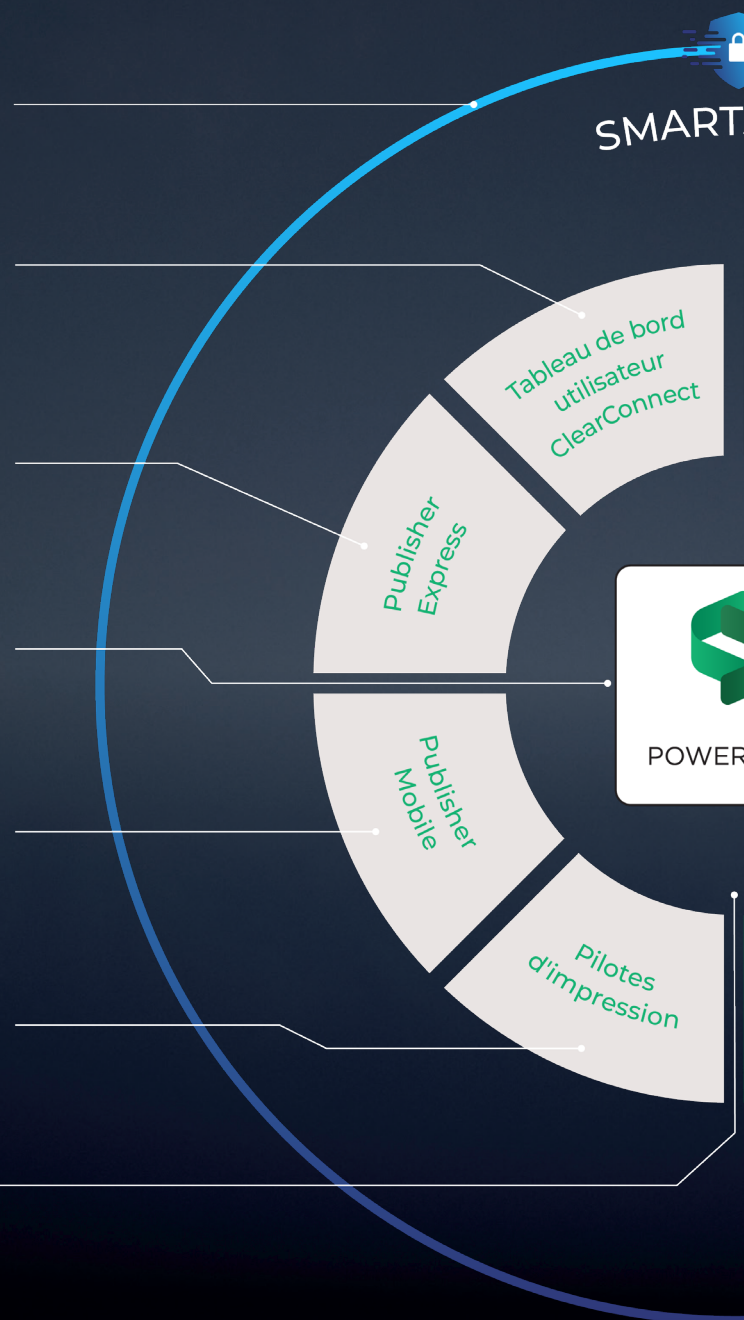 SMART
Tableau de bord
utilisateur
ClearConnect
Publisher
Express
POWER
Publisher
Mobile
Pilotes
d'impression